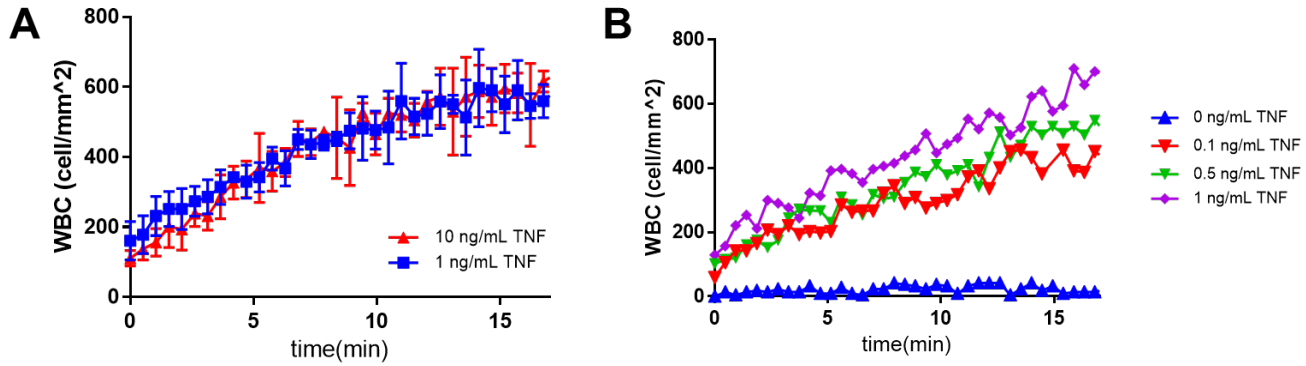 A
WBC (cell/mm^2)
800
600
400
200
0
10 ng/mL TNF
1 ng/mL TNF
0
5
10
15
time(min)
B
WBC (cell/mm^2)
800
600
400
200
0
0
5
10
15
time(min)
0 ng/mL TNF
0.1 ng/mL TNF
0.5 ng/mL TNF
1 ng/mL TNF